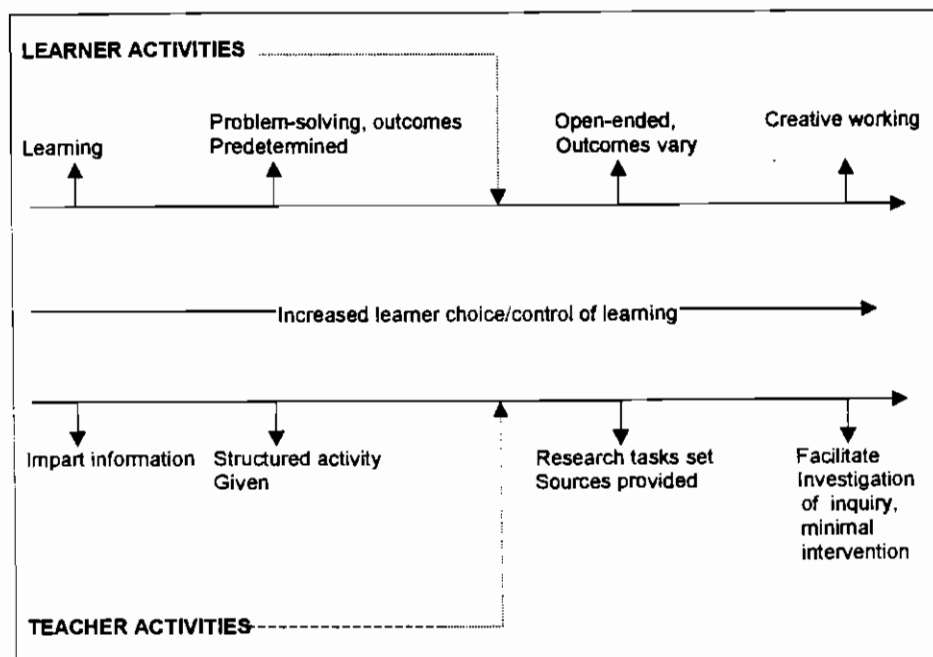 LEARNER ACTIVITIES
Learning
Problem-solving, outcomes
Predetermined
Open-ended,
Outcomes vary
Creative working
Increased learner choice/control of learning
Impart information
Structured activity
Given
Research tasks set
Sources provided
Facilitate
Investigation
of inquiry,
minimal
intervention
TEACHER ACTIVITIES